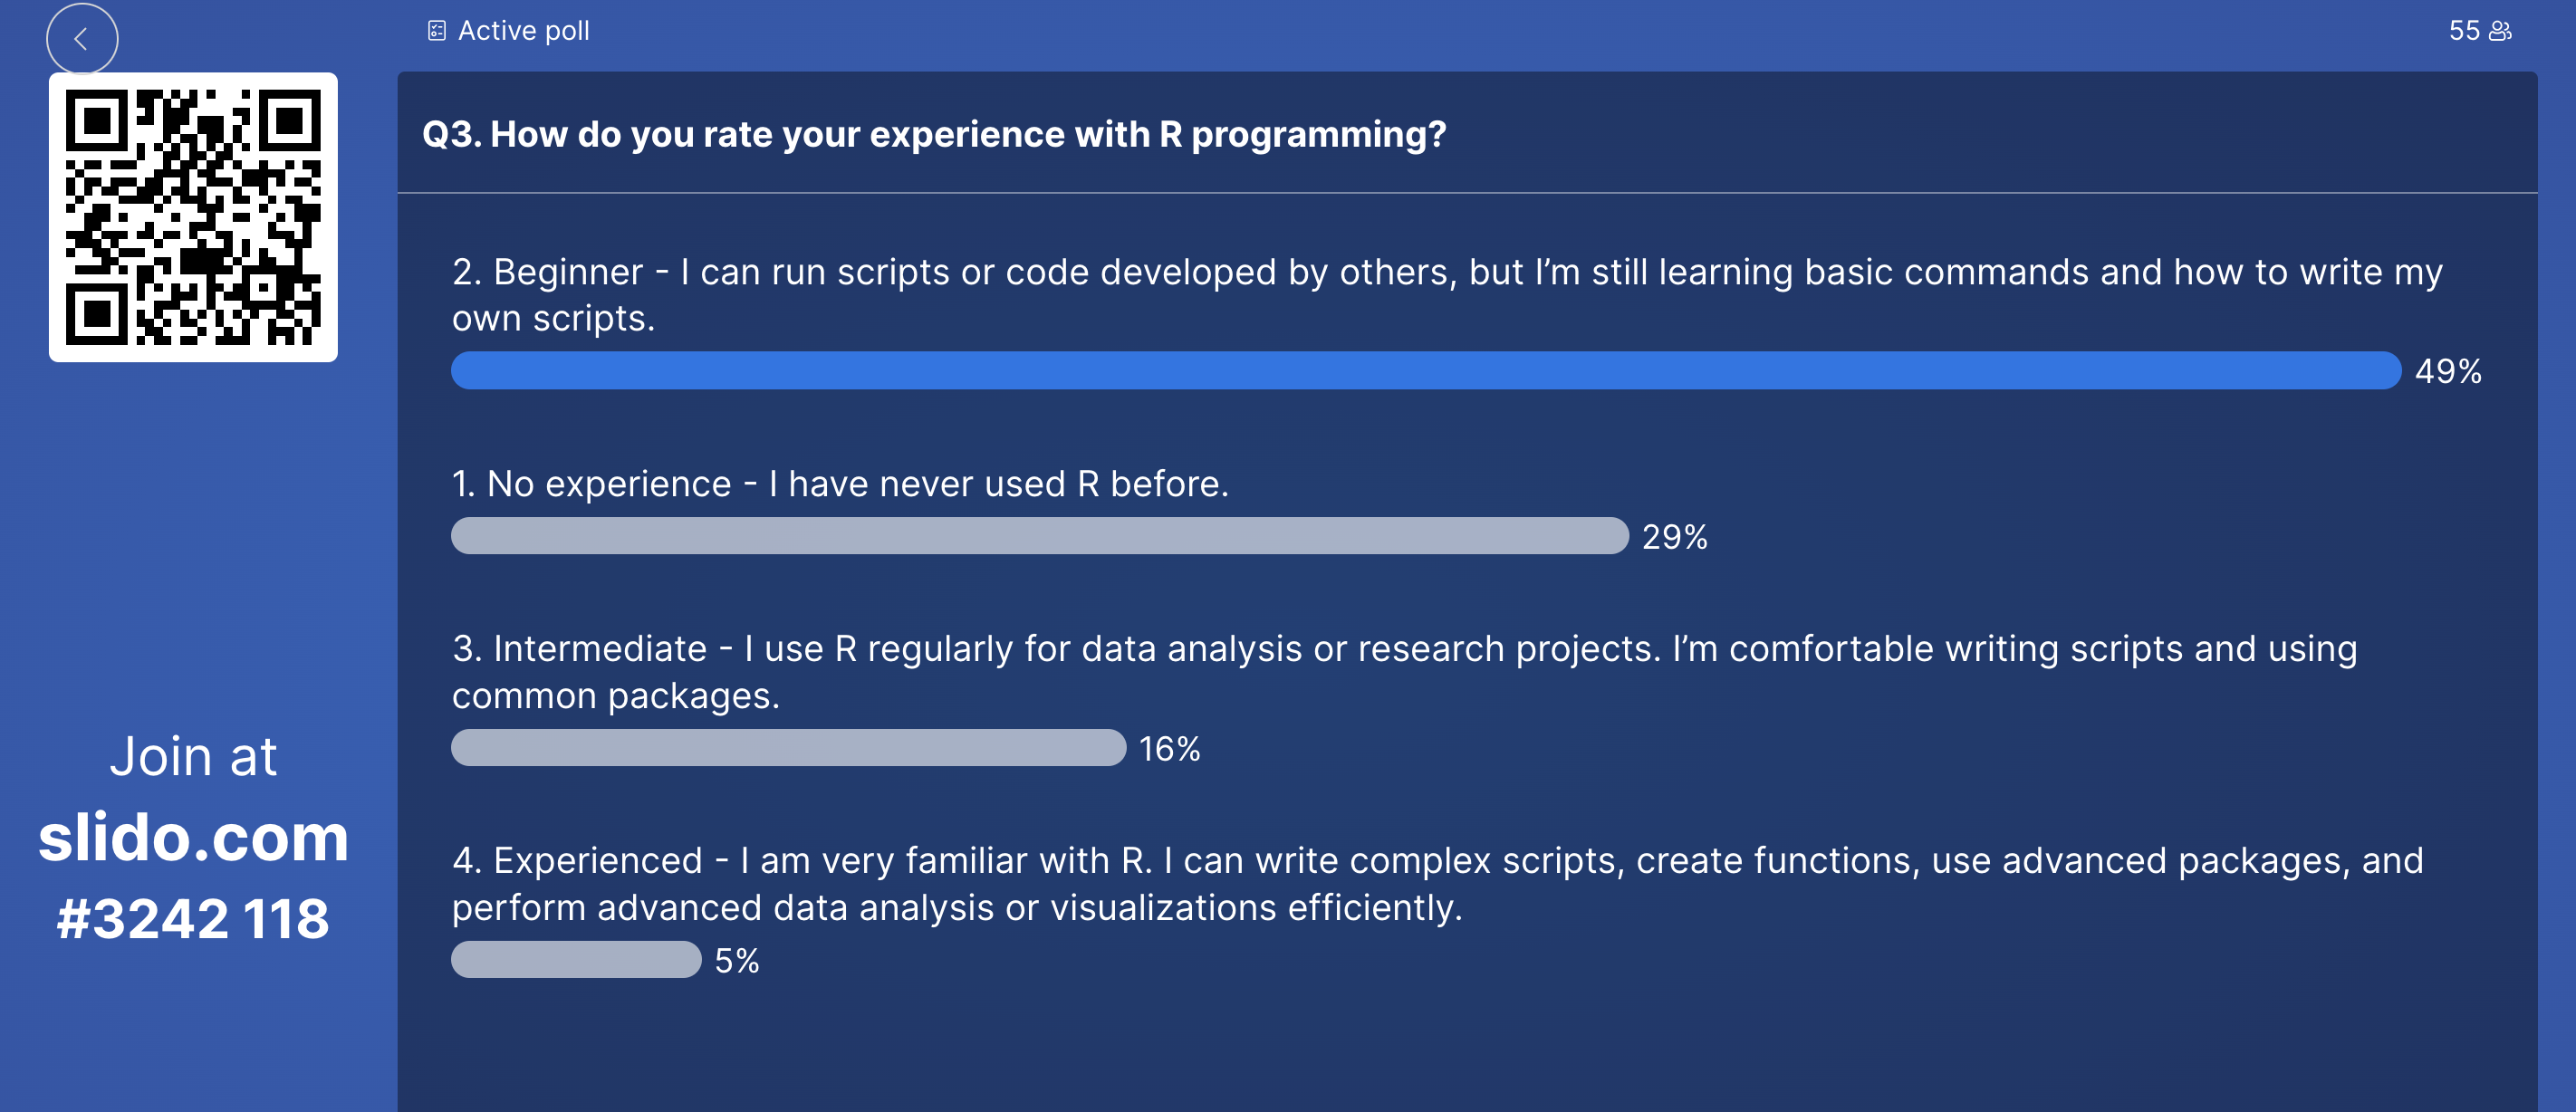 Active poll
55
Q3. How do you rate your experience with R programming?
2. Beginner - I can run scripts or code developed by others, but I’m still learning basic commands and how to write my
own scripts.
49%
1. No experience - I have never used R before.
29%
3. Intermediate - I use R regularly for data analysis or research projects. I’m comfortable writing scripts and using
common packages.
16%
4. Experienced - I am very familiar with R. I can write complex scripts, create functions, use advanced packages, and
perform advanced data analysis or visualizations efficiently.
5%
Join at
slido.com
#3242 118